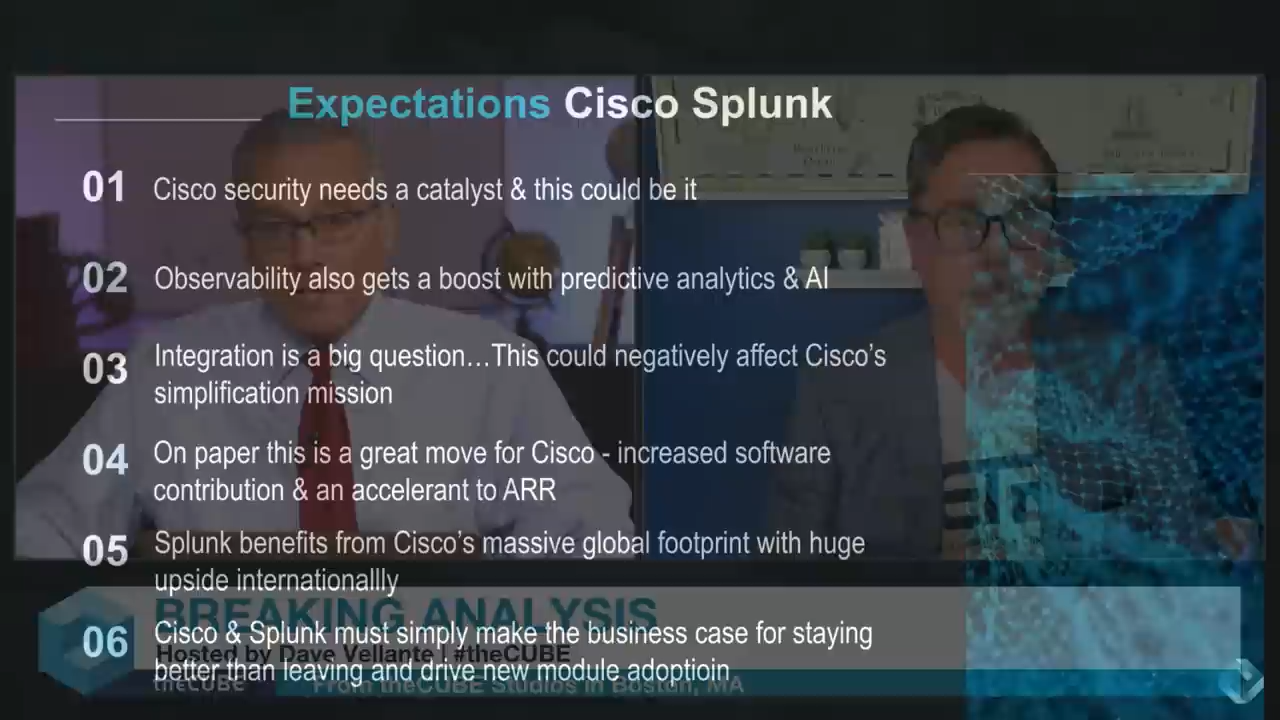 Expectations Cisco Splunk
01 Cisco security needs a catalyst & this could be it
02 Observability also gets a boost with predictive analytics & AI
03 Integration is a big question…This could negatively affect Cisco's
simplification mission
04 On paper this is a great move for Cisco - increased software
contribution & an accelerant to ARR
05 Splunk benefits from Cisco's massive global footprint with huge
upside internationallly
BREAKING ANALYSIS
06 Cisco & Splunk must simply make the business case for staying
Hosted by Dave Vellante | #theCUBE
better than leaving and drive new module adoptioin
theCUBE From theCUBE Studios in Boston, MA